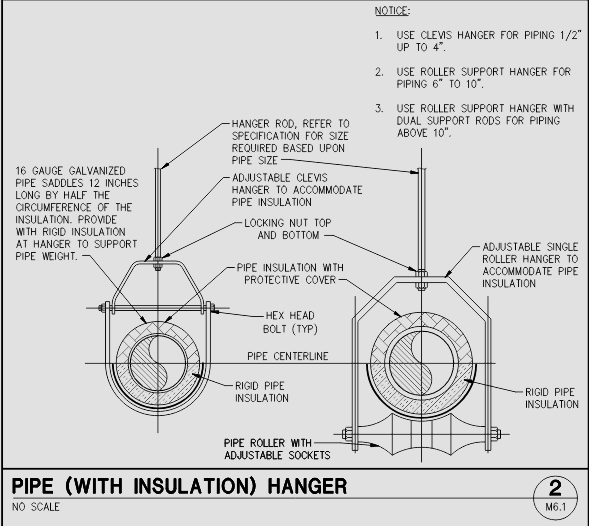 NOTICE:
1. USE CLEVIS HANGER FOR PIPING 1/2"
UP TO 4".
2. USE ROLLER SUPPORT HANGER FOR
PIPING 6" TO 10".
3. USE ROLLER SUPPORT HANGER WITH
DUAL SUPPORT RODS FOR PIPING
ABOVE 10".
HANGER ROD, REFER TO
SPECIFICATION FOR SIZE
REQUIRED BASED UPON
PIPE SIZE
16 GAUGE GALVANIZED
PIPE SADDLES 12 INCHES
LONG BY HALF THE
CIRCUMFERENCE OF THE
INSULATION. PROVIDE
WITH RIGID INSULATION
AT HANGER TO SUPPORT
PIPE WEIGHT.
ADJUSTABLE CLEVIS
HANGER TO ACCOMMODATE
PIPE INSULATION
LOCKING NUT TOP
AND BOTTOM
ADJUSTABLE SINGLE
ROLLER HANGER TO
ACCOMMODATE PIPE
INSULATION
PIPE INSULATION WITH
PROTECTIVE COVER
HEX HEAD
BOLT (TYP)
PIPE CENTERLINE
RIGID PIPE
INSULATION
RIGID PIPE
INSULATION
PIPE ROLLER WITH
ADJUSTABLE SOCKETS
PIPE (WITH INSULATION) HANGER
NO SCALE
2
M6.1